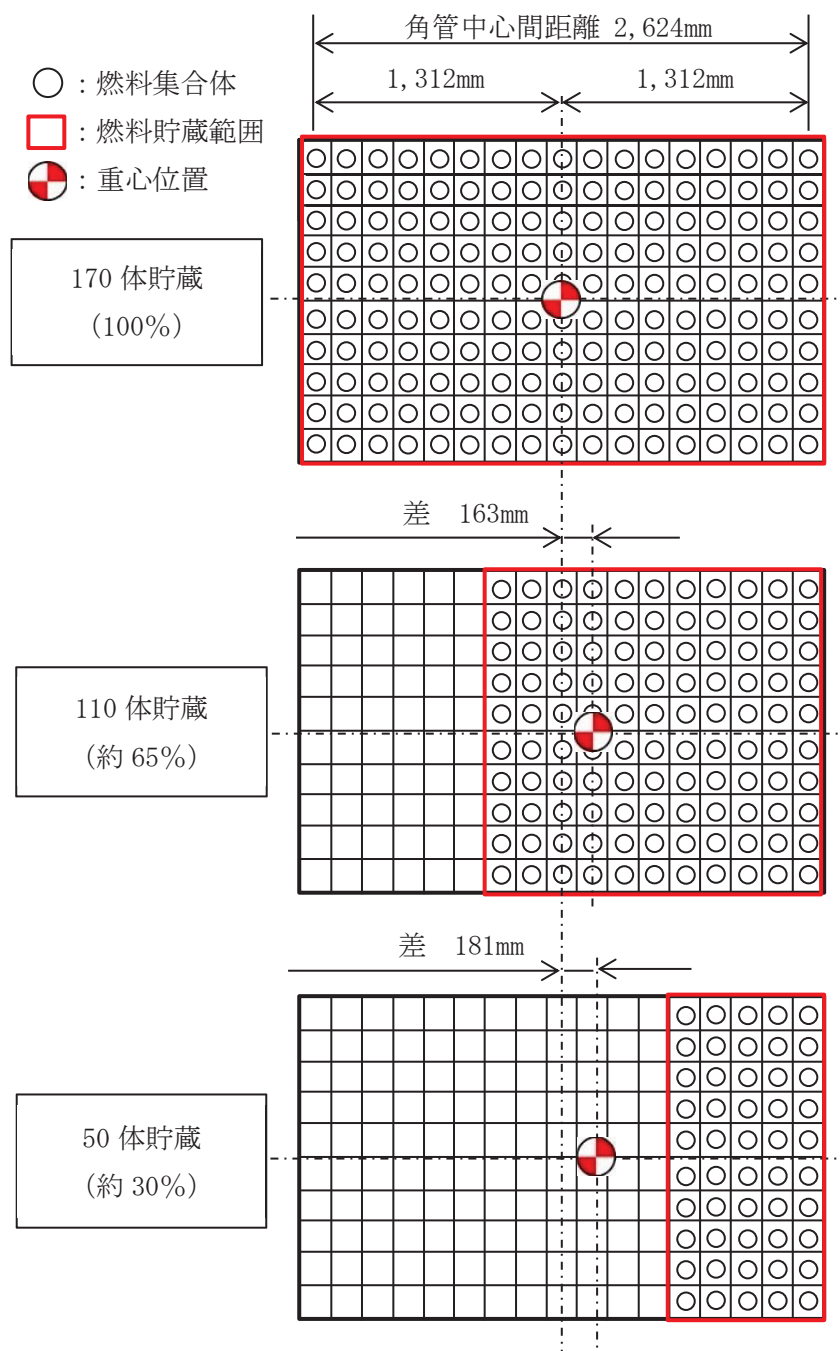 角管中心間距離 2,624mm
1,312mm 1,312mm
：燃料集合体
：燃料貯蔵範囲
：重心位置
170 体貯蔵
（100％）
差 163mm
110 体貯蔵
（約 65％）
差 181mm
50 体貯蔵
（約 30％）